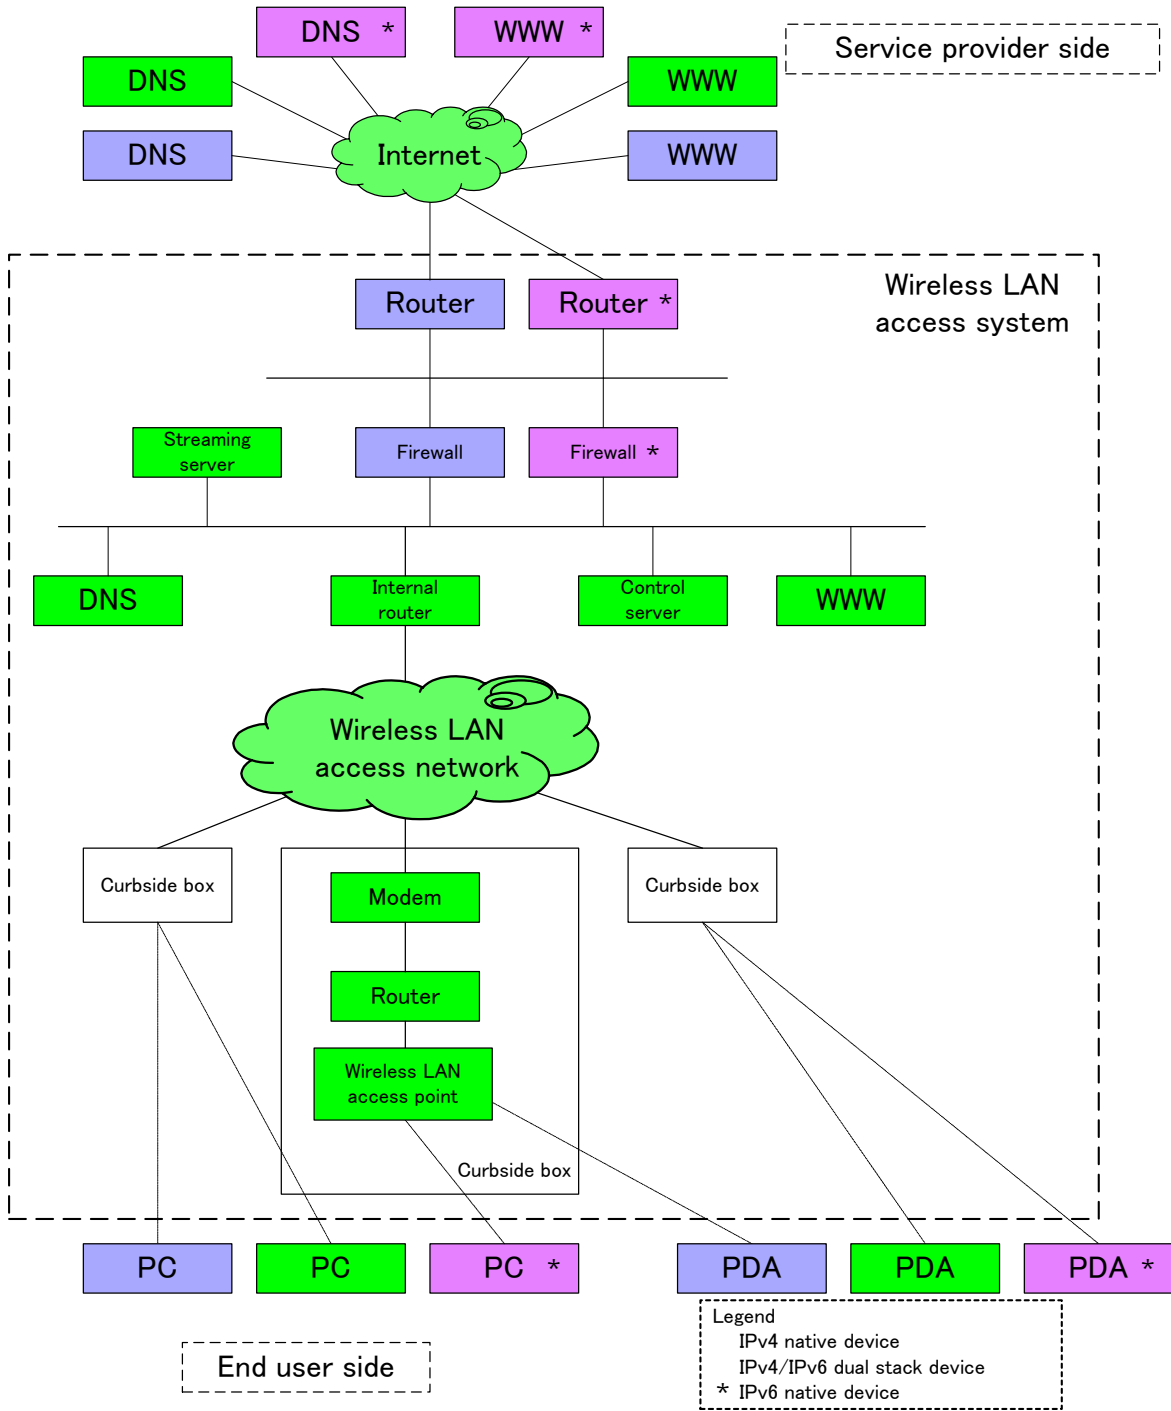 DNS *
WWW *
Service provider side
DNS
WWW
DNS
Internet
WWW
Wireless LAN
access system
Router
Router *
Streaming
server
Firewall
Firewall *
DNS
Internal
router
Control
server
WWW
Wireless LAN
access network
Curbside box
Modem
Curbside box
Router
Wireless LAN
access point
Curbside box
PC
PC
PC *
PDA
PDA
PDA *
Legend
IPv4 native device
IPv4/IPv6 dual stack device
* IPv6 native device
End user side